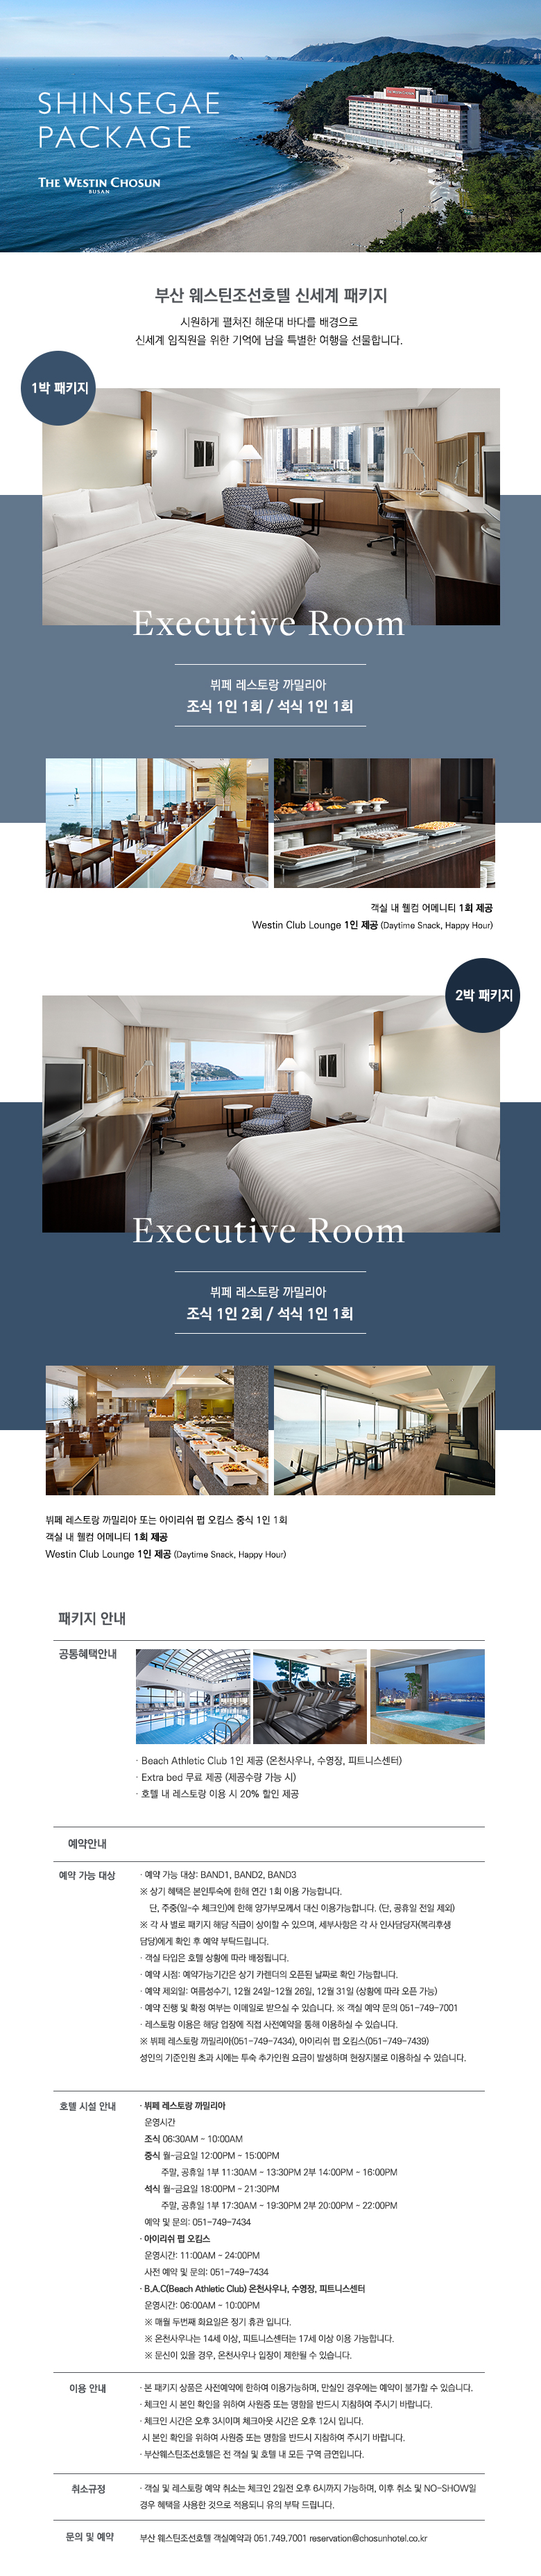 SHINSEGAE
PACKAGE
THE WESTIN CHOSUN
BUSAN
부산 웨스틴조선호텔 신세계 패키지
시원하게 펼쳐진 해운대 바다를 배경으로
신세계 임직원을 위한 기억에 남을 특별한 여행을 선물합니다.
1박 패키지
Executive Room
뷔페 레스토랑 까밀리아
조식 1인 1회 / 석식 1인 1회
객실 내 웰컴 어메니티 1회 제공
Westin Club Lounge 1인 제공 (Daytime Snack, Happy Hour)
2박 패키지
Executive Room
뷔페 레스토랑 까밀리아
조식 1인 2회 / 석식 1인 1회
뷔페 레스토랑 까밀리아 또는 아이리쉬 펍 오킴스 중식 1인 1회
객실 내 웰컴 어메니티 1회 제공
Westin Club Lounge 1인 제공 (Daytime Snack, Happy Hour)
패키지 안내
공통혜택안내
· Beach Athletic Club 1인 제공 (온천사우나, 수영장, 피트니스센터)
· Extra bed 무료 제공 (제공수량 가능 시)
· 호텔 내 레스토랑 이용 시 20% 할인 제공
예약안내
예약 가능 대상
· 예약 가능 대상: BAND1, BAND2, BAND3
※ 상기 혜택은 본인투숙에 한해 연간 1회 이용 가능합니다.
단, 주중(일~수 체크인)에 한해 양가부모께서 대신 이용가능합니다. (단, 공휴일 전일 제외)
※ 각 사 별로 패키지 해당 직급이 상이할 수 있으며, 세부사항은 각 사 인사담당자(복리후생
담당)에게 확인 후 예약 부탁드립니다.
· 객실 타입은 호텔 상황에 따라 배정됩니다.
· 예약 시점: 예약가능기간은 상기 카렌더의 오픈된 날짜로 확인 가능합니다.
· 예약 제외일: 여름성수기, 12월 24일~12월 26일, 12월 31일 (상황에 따라 오픈 가능)
· 예약 진행 및 확정 여부는 이메일로 받으실 수 있습니다. ※ 객실 예약 문의 051-749-7001
· 레스토랑 이용은 해당 업장에 직접 사전예약을 통해 이용하실 수 있습니다.
※ 뷔페 레스토랑 까밀리아(051-749-7434), 아이리쉬 펍 오킴스(051-749-7439)
성인의 기준인원 초과 시에는 투숙 추가인원 요금이 발생하며 현장지불로 이용하실 수 있습니다.
호텔 시설 안내
· 뷔페 레스토랑 까밀리아
운영시간
조식 06:30AM - 10:00AM
중식 월~금요일 12:00PM ~ 15:00PM
주말, 공휴일 1부 11:30AM - 13:30PM 2부 14:00PM - 16:00PM
석식 월~금요일 18:00PM ~ 21:30PM
주말, 공휴일 1부 17:30AM - 19:30PM 2부 20:00PM ~ 22:00PM
예약 및 문의: 051-749-7434
· 아이리쉬 펍 오킴스
운영시간: 11:00AM - 24:00PM
사전 예약 및 문의: 051-749-7434
· B.A.C(Beach Athletic Club) 온천사우나, 수영장, 피트니스센터
운영시간: 06:00AM - 10:00PM
※ 매월 두번째 화요일은 정기 휴관 입니다.
※ 온천사우나는 14세 이상, 피트니스센터는 17세 이상 이용 가능합니다.
※ 문신이 있을 경우, 온천사우나 입장이 제한될 수 있습니다.
이용 안내
· 본 패키지 상품은 사전예약에 한하여 이용가능하며, 만실인 경우에는 예약이 불가할 수 있습니다.
· 체크인 시 본인 확인을 위하여 사원증 또는 명함을 반드시 지참하여 주시기 바랍니다.
· 체크인 시간은 오후 3시이며 체크아웃 시간은 오후 12시 입니다.
시 본인 확인을 위하여 사원증 또는 명함을 반드시 지참하여 주시기 바랍니다.
· 부산웨스틴조선호텔은 전 객실 및 호텔 내 모든 구역 금연입니다.
취소규정
· 객실 및 레스토랑 예약 취소는 체크인 2일전 오후 6시까지 가능하며, 이후 취소 및 NO-SHOW일
경우 혜택을 사용한 것으로 적용되니 유의 부탁 드립니다.
문의 및 예약
부산 웨스틴조선호텔 객실예약과 051.749.7001 reservation@chosunhotel.co.kr